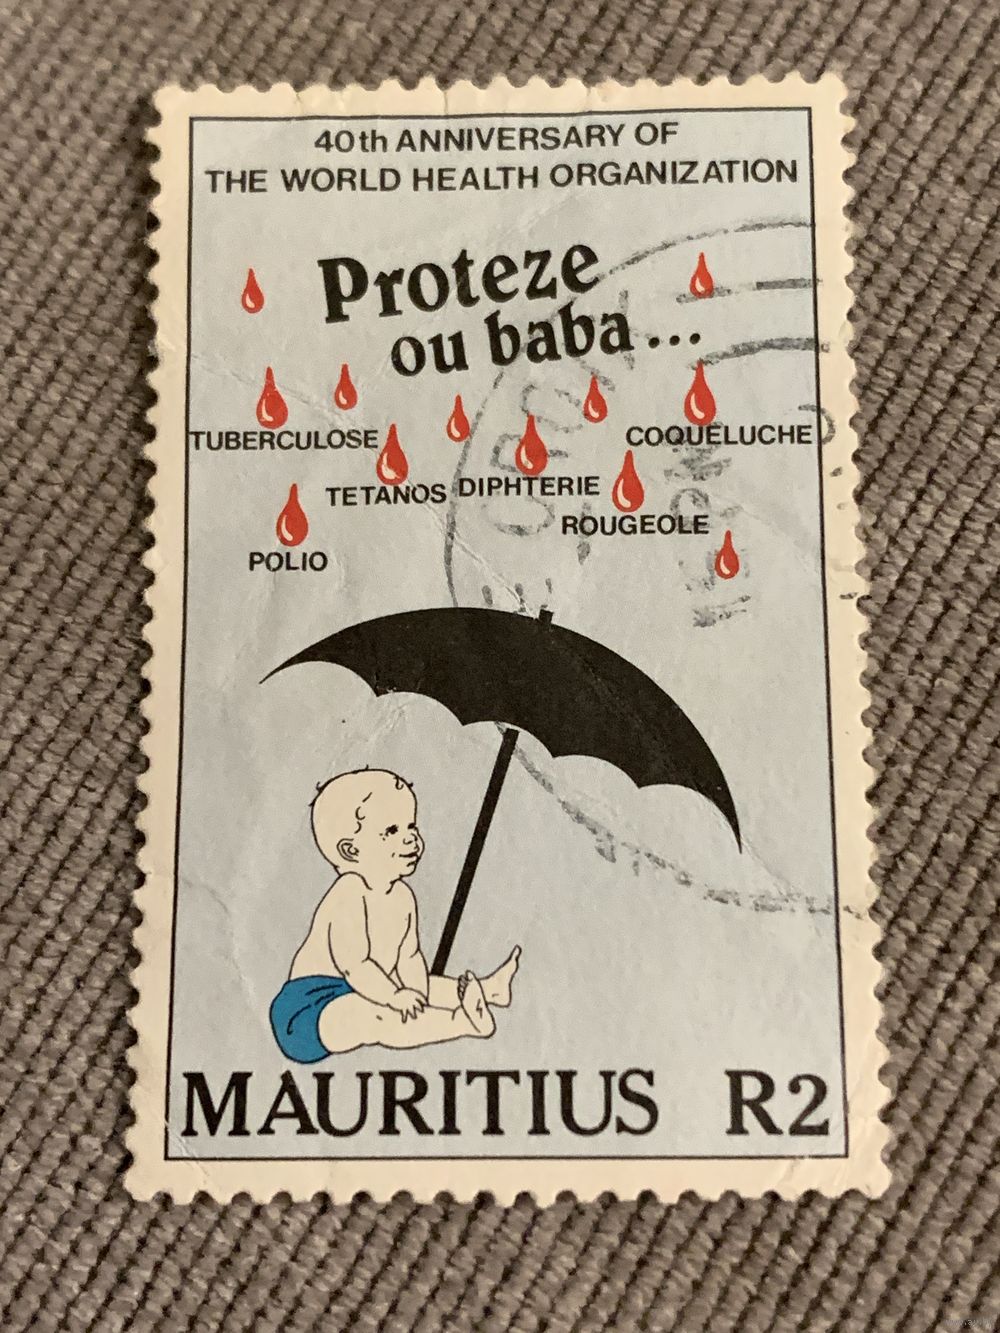 40th ANNIVERSARY OF
THE WORLD HEALTH ORGANIZATION
Proteze
ou baba...
TUBERCULOSE
COQUELUCHE
TETANOS
DIPHTERIE
ROUGEOLE
POLIO
MAURITIUS R2